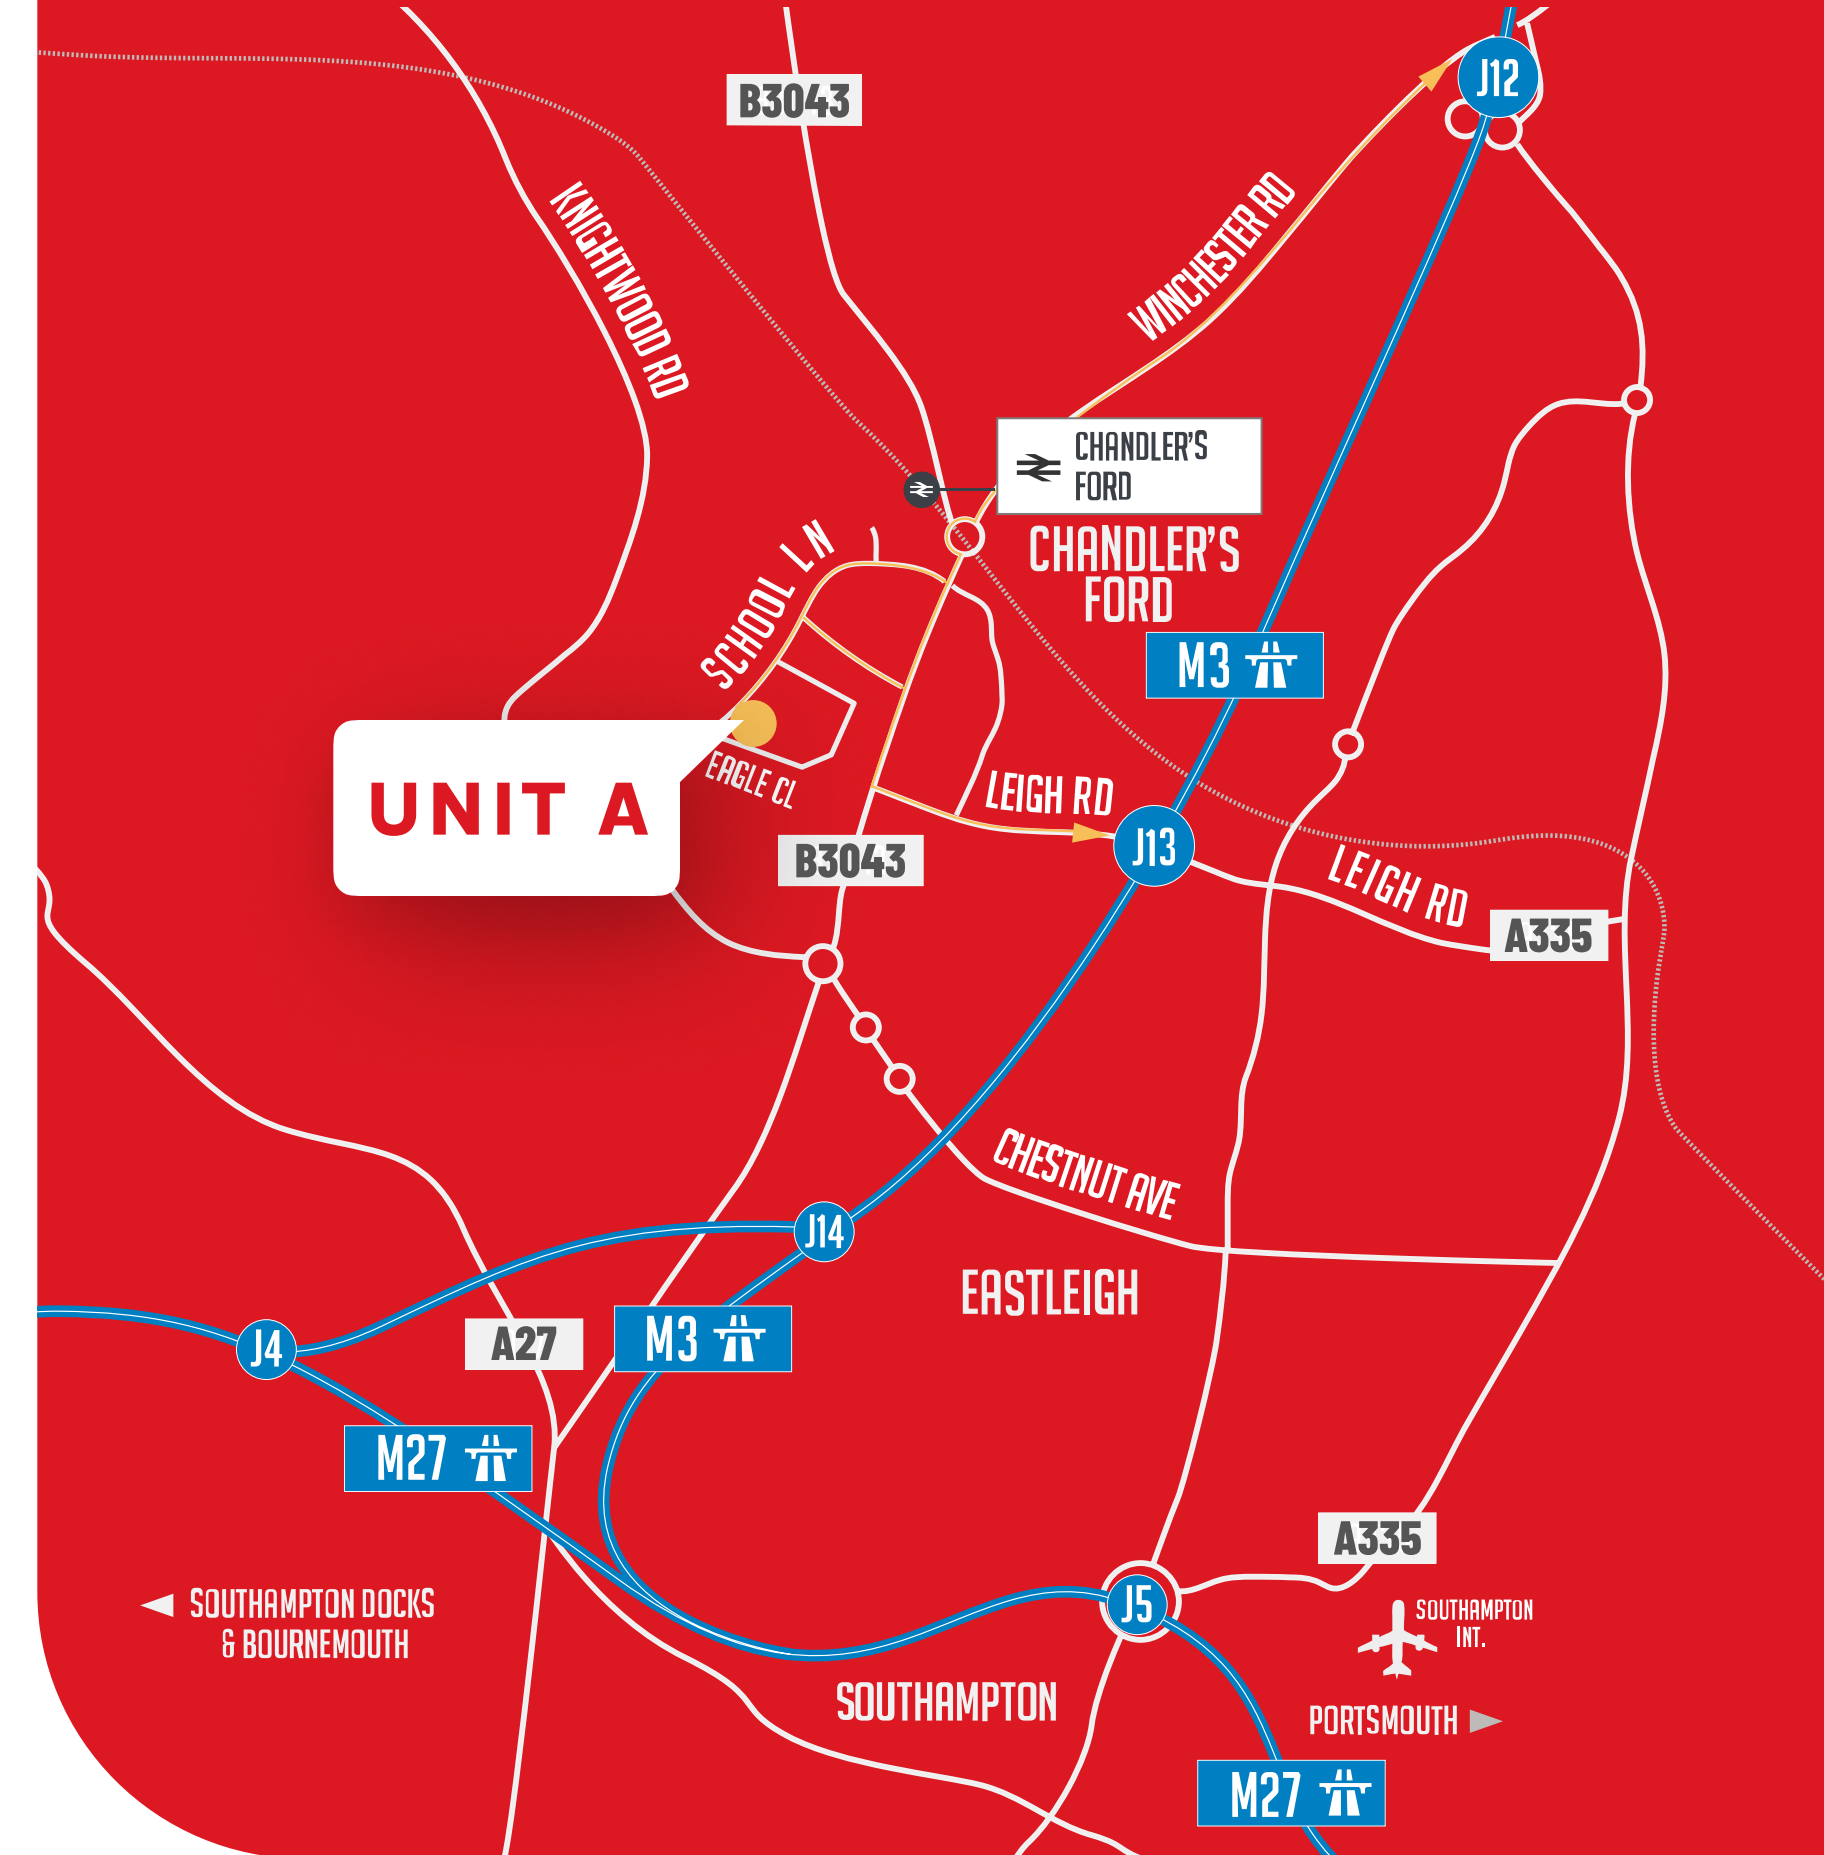 B3043
J12
KNIGHTWOOD RD
WINCHESTER RD
CHANDLER'S
FORD
CHANDLER'S
FORD
SCHOOL LN
M3
UNIT A
EAGLE CL
LEIGH RD
J13
B3043
LEIGH RD
A335
CHESTNUT AVE
J14
EASTLEIGH
J4
A27
M3
M27
A335
J5
SOUTHAMPTON DOCKS
& BOURNEMOUTH
SOUTHAMPTON
INT.
SOUTHAMPTON
PORTSMOUTH
M27